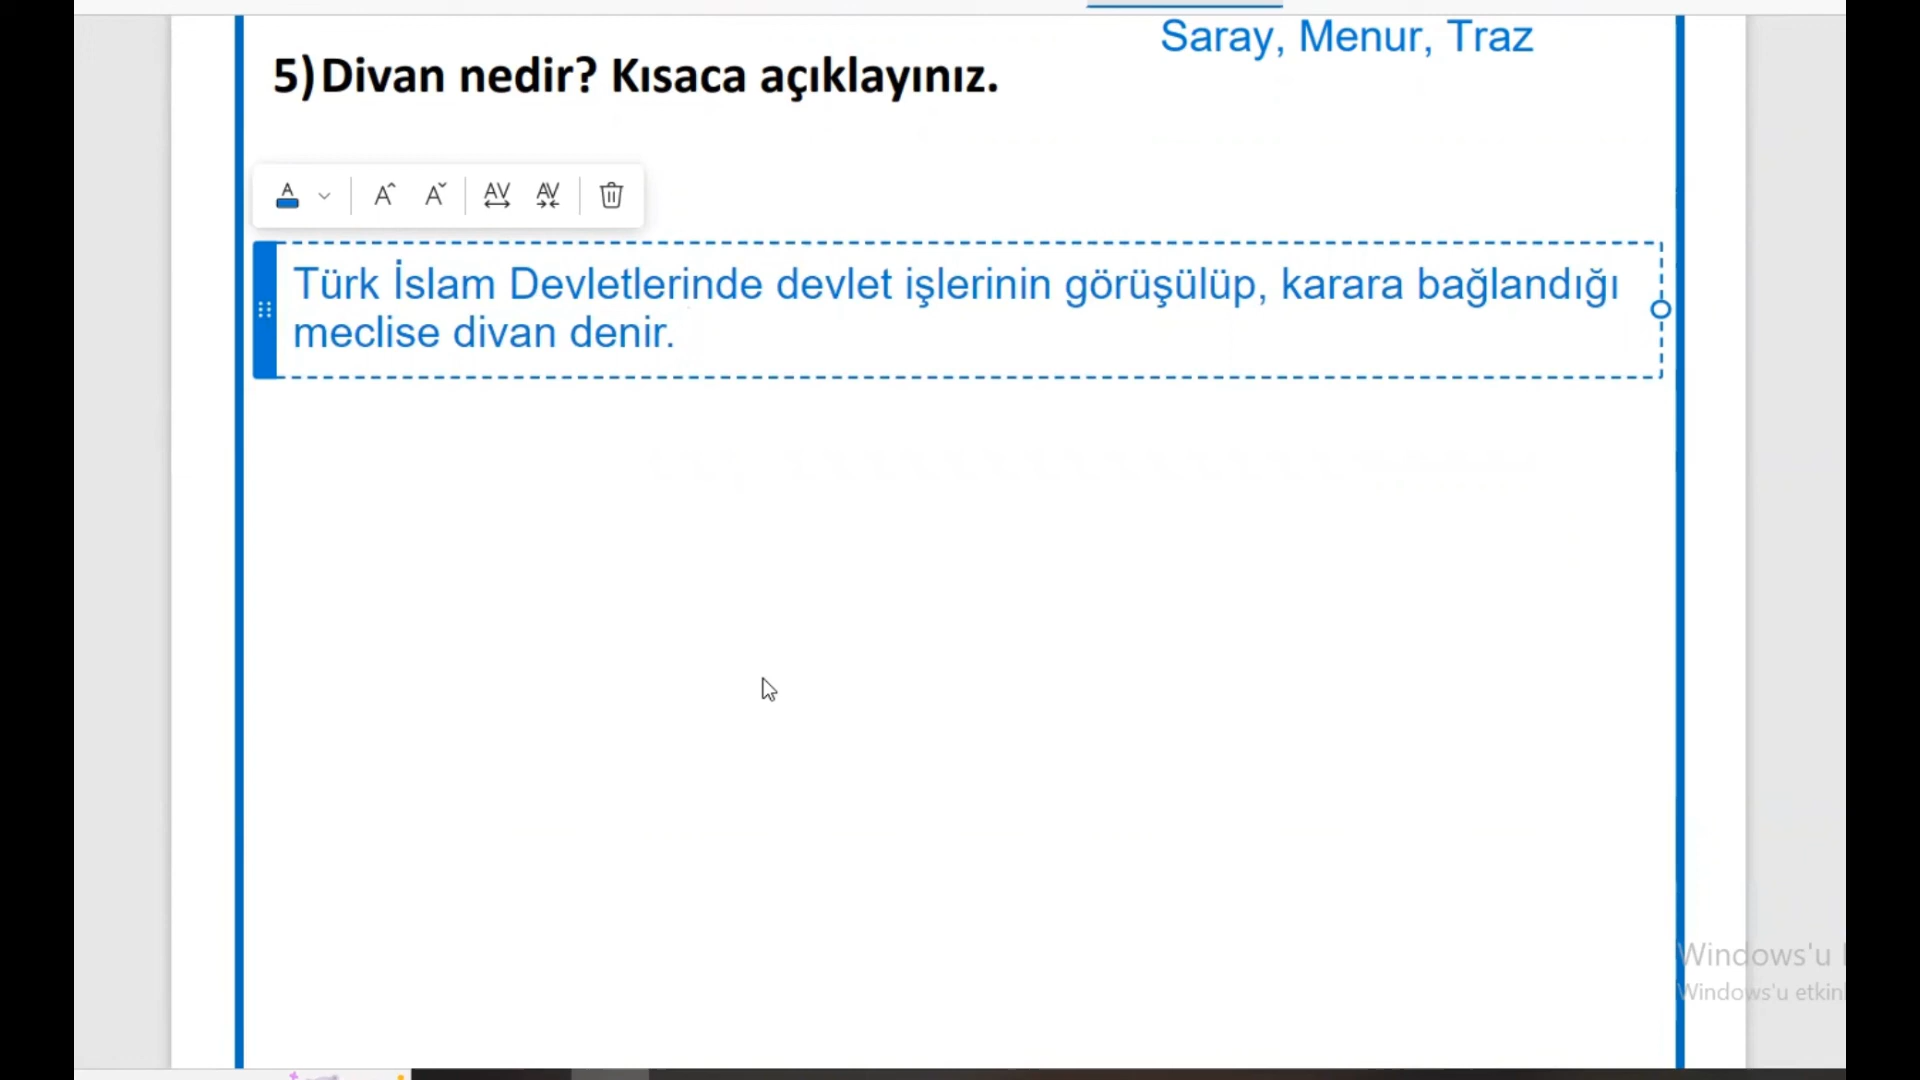 Saray, Menur, Traz
5) Divan nedir? Kısaca açıklayınız.
Türk İslam Devletlerinde devlet işlerinin görüşülüp, karara bağlandığı
meclise divan denir.
Windows'u
Windows'u etkin